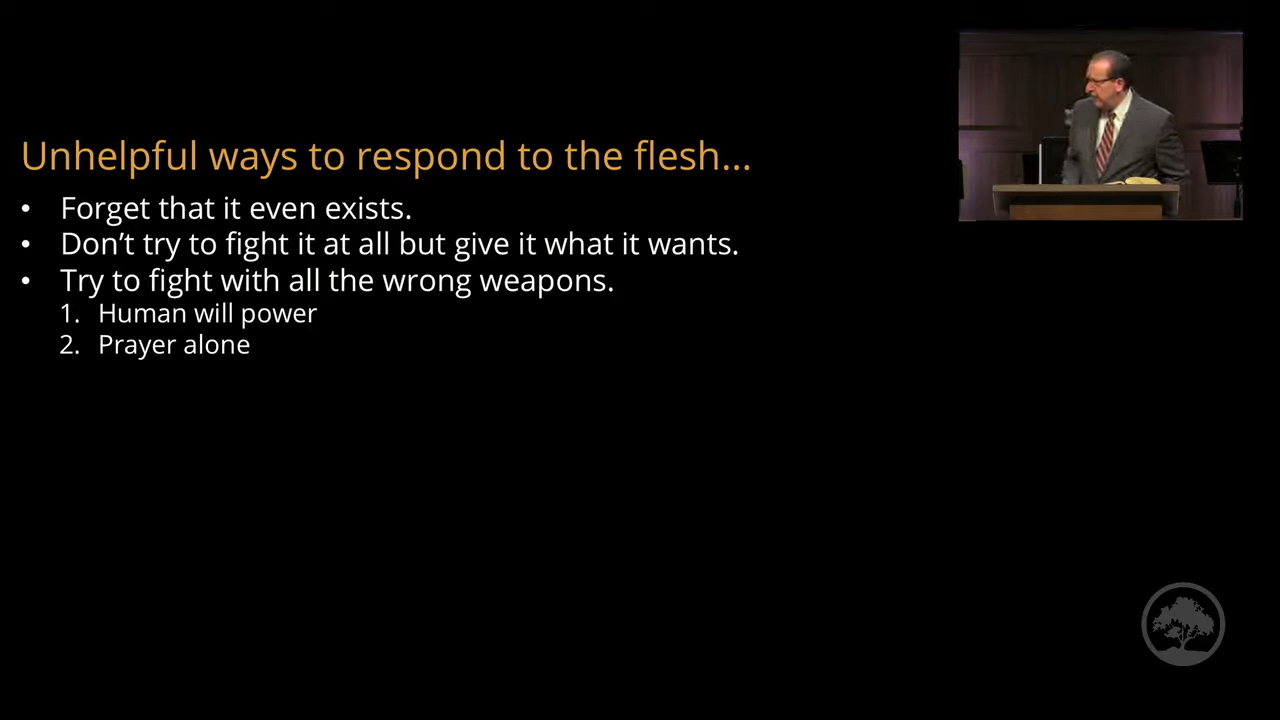 Unhelpful ways to respond to the flesh...
• Forget that it even exists.
• Don’t try to fight it at all but give it what it wants.
• Try to fight with all the wrong weapons.
1. Human will power
2. Prayer alone